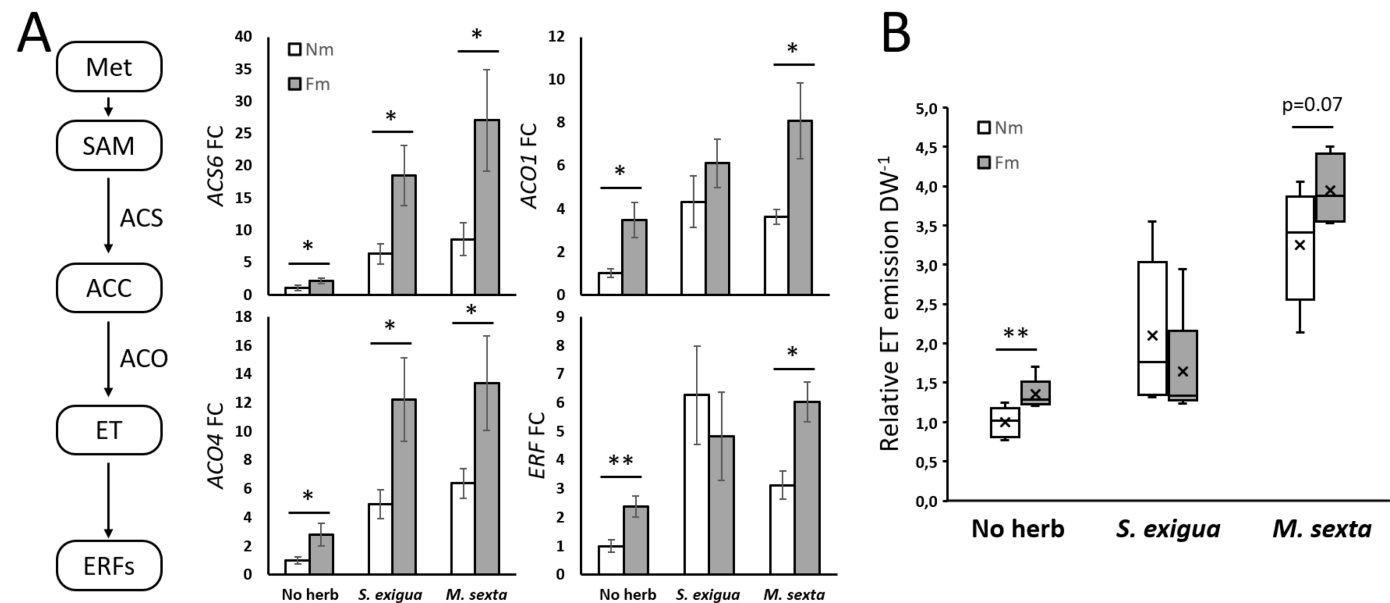 A
Met
SAM
ACS
ACC
ACO
ET
ERFs
ACS6 FC
40
35
30
25
20
15
10
5
0
Nm
Fm
*
*
*
ACO1 FC
12
10
8
6
4
2
0
*
*
ACO4 FC
18
16
14
12
10
8
6
4
2
0
*
*
*
No herb S. exigua M. sexta
ERF FC
9
8
7
6
5
4
3
2
1
0
**
*
No herb S. exigua M. sexta
B
Relative ET emission DW-1
5,0
4,5
4,0
3,5
3,0
2,5
2,0
1,5
1,0
0,5
0,0
Nm
Fm
**
p=0.07
No herb S. exigua M. sexta